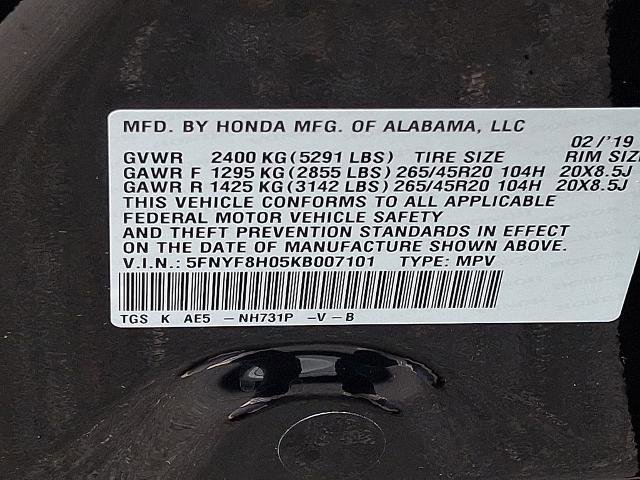 MFD. BY HONDA MFG. OF ALABAMA, LLC
02/'19
GVWR 2400 KG (5291 LBS) TIRE SIZE RIM SIZE
GAWR F 1295 KG (2855 LBS) 265/45R20 104H 20X8.5J
GAWR R 1425 KG (3142 LBS) 265/45R20 104H 20X8.5J
THIS VEHICLE CONFORMS TO ALL APPLICABLE
FEDERAL MOTOR VEHICLE SAFETY
AND THEFT PREVENTION STANDARDS IN EFFECT
ON THE DATE OF MANUFACTURE SHOWN ABOVE.
V.I.N.: 5FNYF8H05KB007101 TYPE: MPV
TGS K AE5 -NH731P -V-B